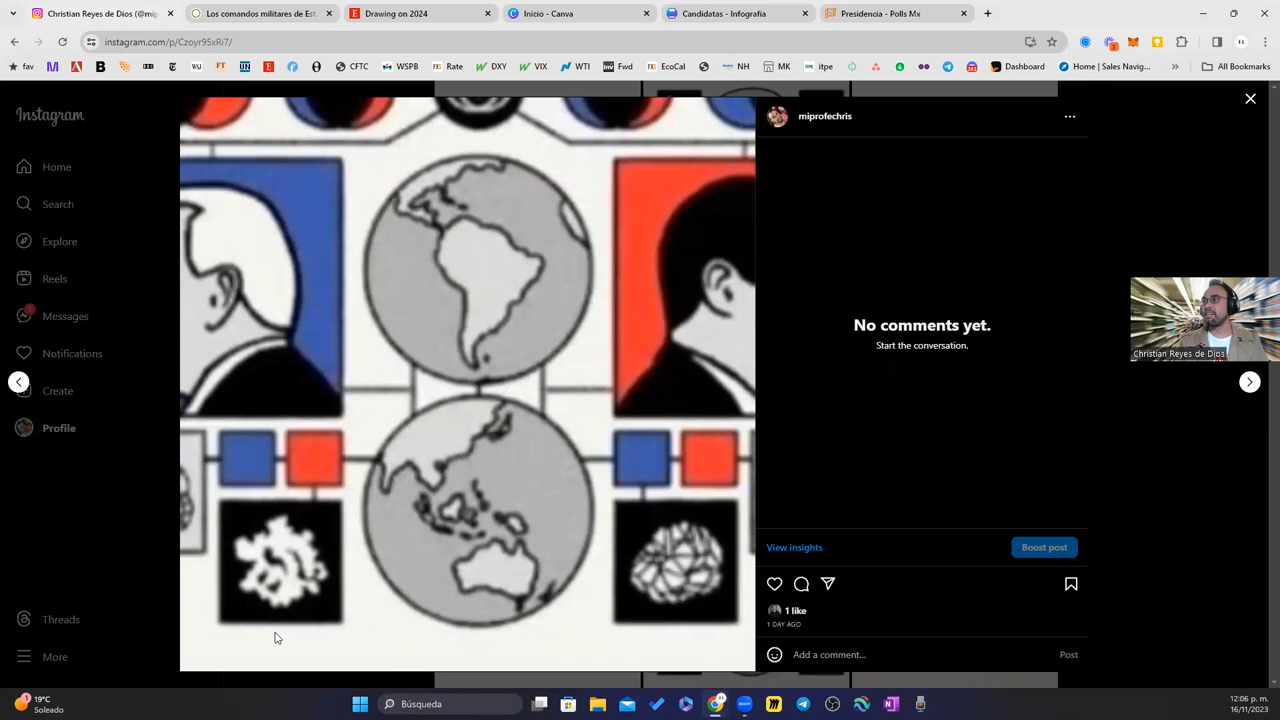 Christian Reyes de Dios (@mip
Los comandos militares de Est
Drawing on 2024
Início - Canva
Candidatas - Infografía
Presidencia - Polls Mx
instagram.com/p/Czoyr95xRi7/
fav
CFTC
WSPB
Rate
DXY
VIX
WTI
Fwd
EcoCal
NH
MK
itpe
Dashboard
Home | Sales Navig...
All Bookmarks
Instagram
miprofechris
Home
Search
Explore
Reels
Messages
Notifications
Create
Profile
Threads
More
No comments yet.
Start the conversation.
Christian Reyes de Dios
View insights
Boost post
1 like
1 DAY AGO
Add a comment...
Post
19°C
Soleado
Búsqueda
12:06 p. m.
16/11/2023